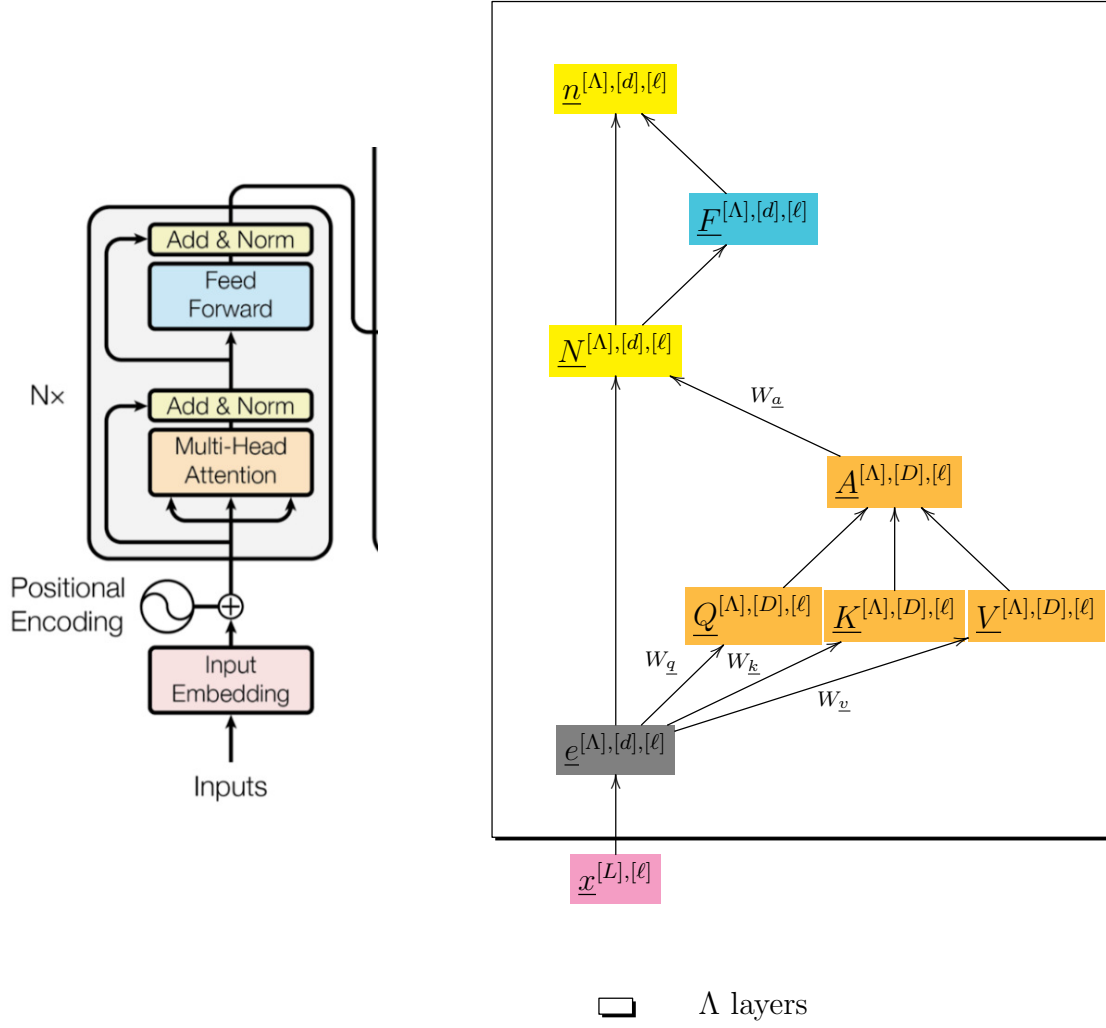 Add & Norm
Feed
Forward
N×
Add & Norm
Multi-Head
Attention
Positional
Encoding
Input
Embedding
Inputs
n^{[Λ],[d],[ℓ]}
F^{[Λ],[d],[ℓ]}
N^{[Λ],[d],[ℓ]}
W_a
A^{[Λ],[D],[ℓ]}
Q^{[Λ],[D],[ℓ]} K^{[Λ],[D],[ℓ]} V^{[Λ],[D],[ℓ]}
W_q W_k
W_v
e^{[Λ],[d],[ℓ]}
x^{[L],[ℓ]}
Λ layers